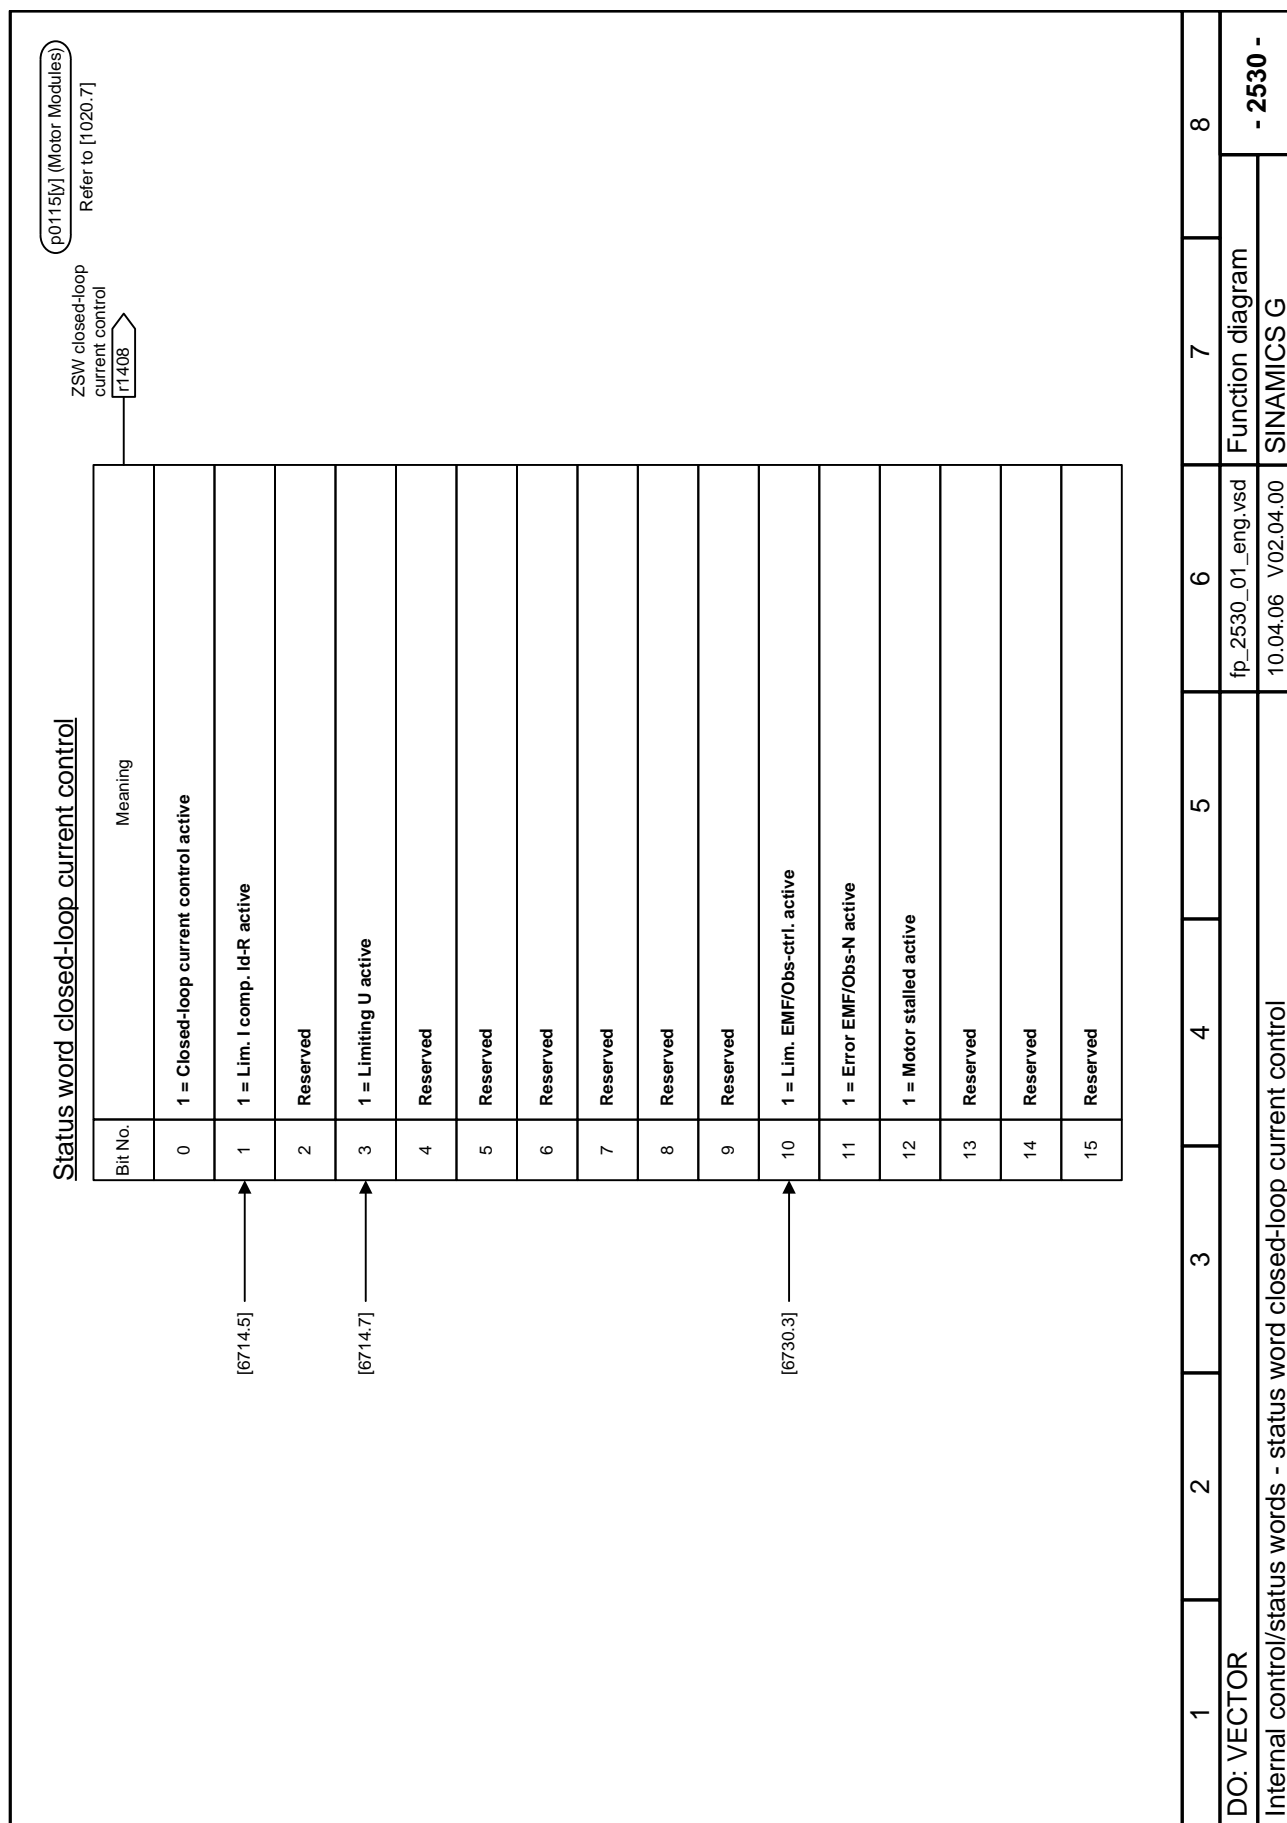 p0115[y] (Motor Modules)
Refer to [1020.7]
ZSW closed-loop
current control
r1408
Status word closed-loop current control
Bit No. Meaning
0 1 = Closed-loop current control active
[6714.5] 1 1 = Lim. I comp. Id-R active
2 Reserved
[6714.7] 3 1 = Limiting U active
4 Reserved
5 Reserved
6 Reserved
7 Reserved
8 Reserved
9 Reserved
[6730.3] 10 1 = Lim. EMF/Obs-ctrl. active
11 1 = Error EMF/Obs-N active
12 1 = Motor stalled active
13 Reserved
14 Reserved
15 Reserved
1 2 3 4 5 6 7 8
DO: VECTOR fp_2530_01_eng.vsd Function diagram - 2530 -
Internal control/status words - status word closed-loop current control 10.04.06 V02.04.00 SINAMICS G